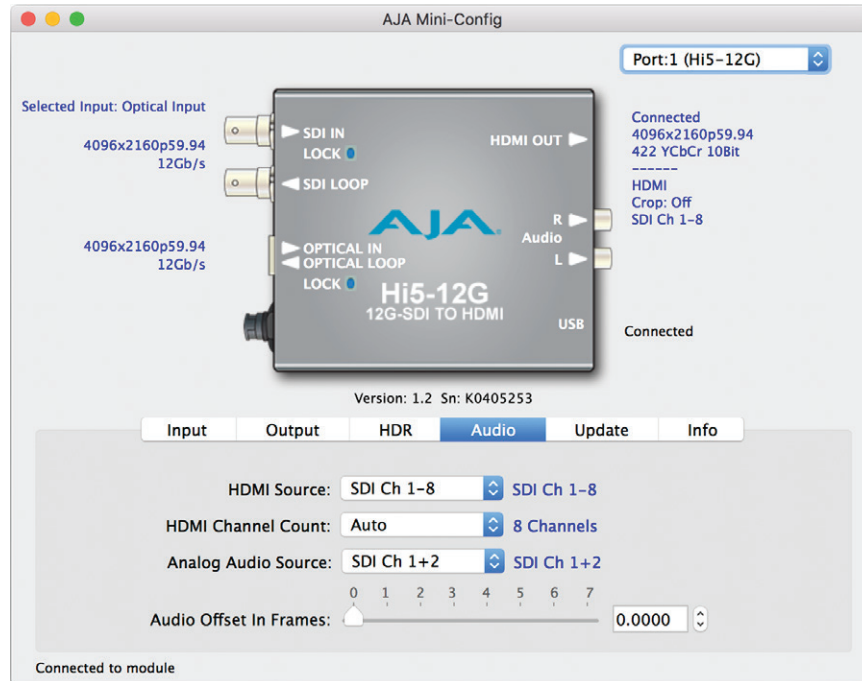 AJA Mini-Config
Port:1 (Hi5-12G)
Selected Input: Optical Input
4096x2160p59.94
12Gb/s
4096x2160p59.94
12Gb/s
SDI IN
LOCK
SDI LOOP
OPTICAL IN
OPTICAL LOOP
LOCK
HDMI OUT
AJA
R
Audio
L
Hi5-12G
12G-SDI TO HDMI
USB
Connected
4096x2160p59.94
422 YCbCr 10Bit
------
HDMI
Crop: Off
SDI Ch 1-8
Connected
Version: 1.2 Sn: K0405253
Input Output HDR Audio Update Info
HDMI Source: SDI Ch 1-8 SDI Ch 1-8
HDMI Channel Count: Auto 8 Channels
Analog Audio Source: SDI Ch 1+2 SDI Ch 1+2
0 1 2 3 4 5 6 7
Audio Offset In Frames: 0.0000
Connected to module